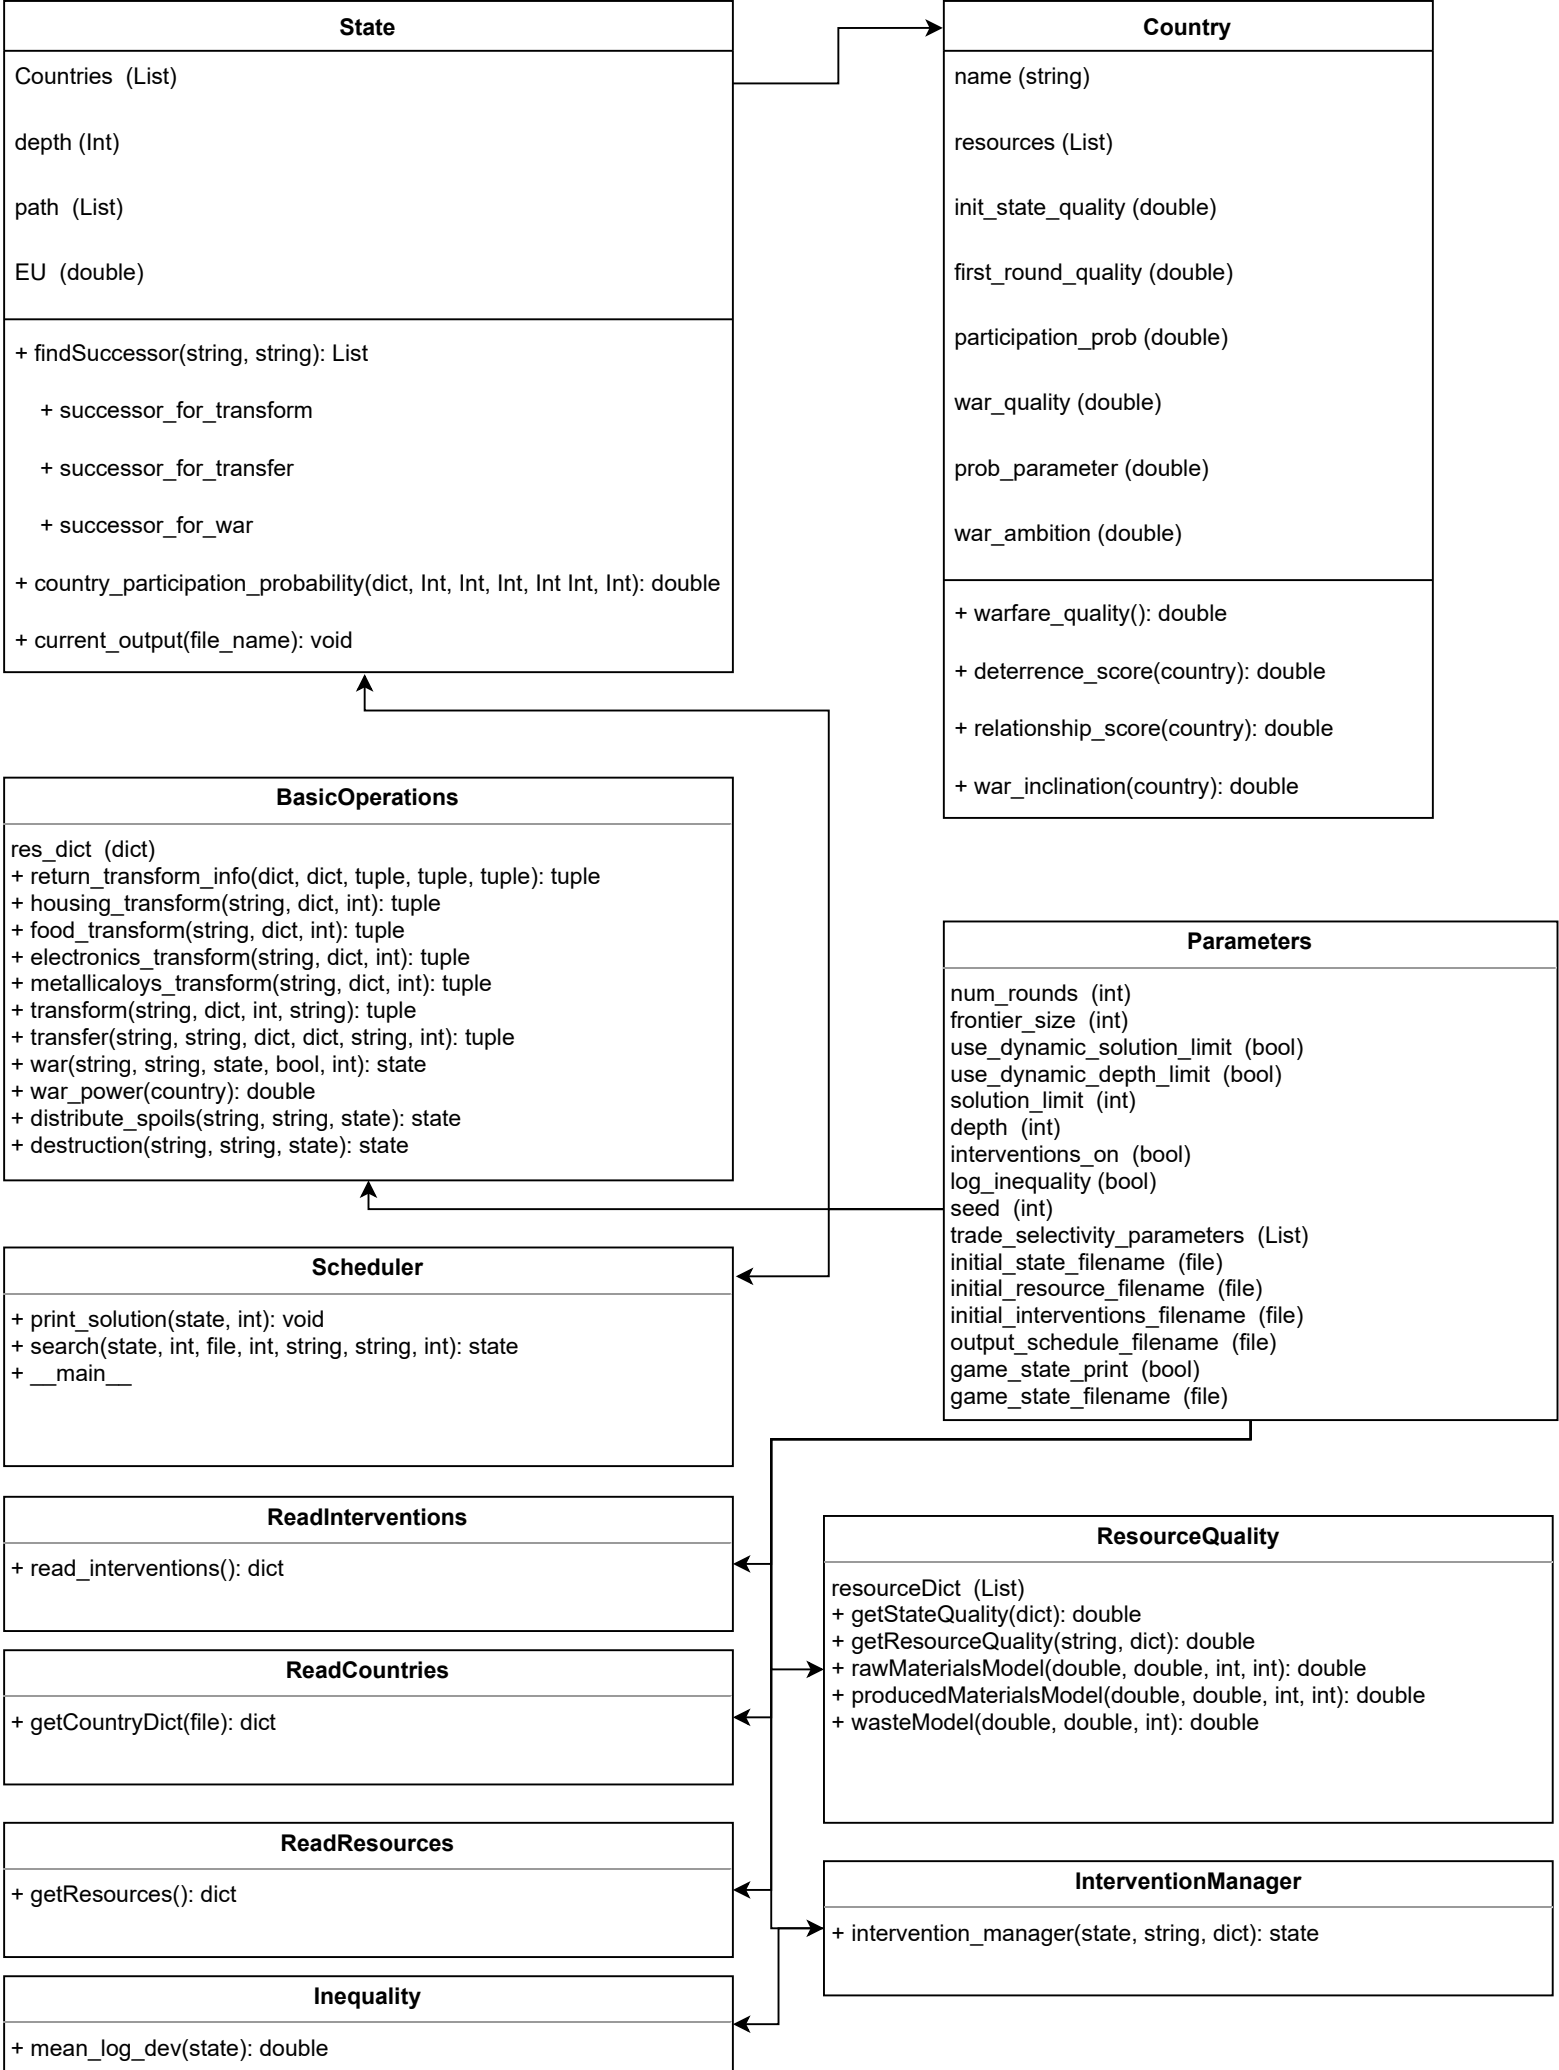 State
Countries  (List)
depth (Int)
path  (List)
EU  (double)
+ findSuccessor(string, string): List
+ successor_for_transform
+ successor_for_transfer
+ successor_for_war
+ country_participation_probability(dict, Int, Int, Int, Int Int, Int): double
+ current_output(file_name): void
Country
name (string)
resources (List)
init_state_quality (double)
first_round_quality (double)
participation_prob (double)
war_quality (double)
prob_parameter (double)
war_ambition (double)
+ warfare_quality(): double
+ deterrence_score(country): double
+ relationship_score(country): double
+ war_inclination(country): double
BasicOperations
res_dict  (dict)
+ return_transform_info(dict, dict, tuple, tuple, tuple): tuple
+ housing_transform(string, dict, int): tuple
+ food_transform(string, dict, int): tuple
+ electronics_transform(string, dict, int): tuple
+ metallicaloys_transform(string, dict, int): tuple
+ transform(string, dict, int, string): tuple
+ transfer(string, string, dict, dict, string, int): tuple
+ war(string, string, state, bool, int): state
+ war_power(country): double
+ distribute_spoils(string, string, state): state
+ destruction(string, string, state): state
Parameters
num_rounds  (int)
frontier_size  (int)
use_dynamic_solution_limit  (bool)
use_dynamic_depth_limit  (bool)
solution_limit  (int)
depth  (int)
interventions_on  (bool)
log_inequality (bool)
seed  (int)
trade_selectivity_parameters  (List)
initial_state_filename  (file)
initial_resource_filename  (file)
initial_interventions_filename  (file)
output_schedule_filename  (file)
game_state_print  (bool)
game_state_filename  (file)
Scheduler
+ print_solution(state, int): void
+ search(state, int, file, int, string, string, int): state
+ __main__
ReadInterventions
+ read_interventions(): dict
ResourceQuality
resourceDict  (List)
+ getStateQuality(dict): double
+ getResourceQuality(string, dict): double
+ rawMaterialsModel(double, double, int, int): double
+ producedMaterialsModel(double, double, int, int): double
+ wasteModel(double, double, int): double
ReadCountries
+ getCountryDict(file): dict
ReadResources
+ getResources(): dict
InterventionManager
+ intervention_manager(state, string, dict): state
Inequality
+ mean_log_dev(state): double